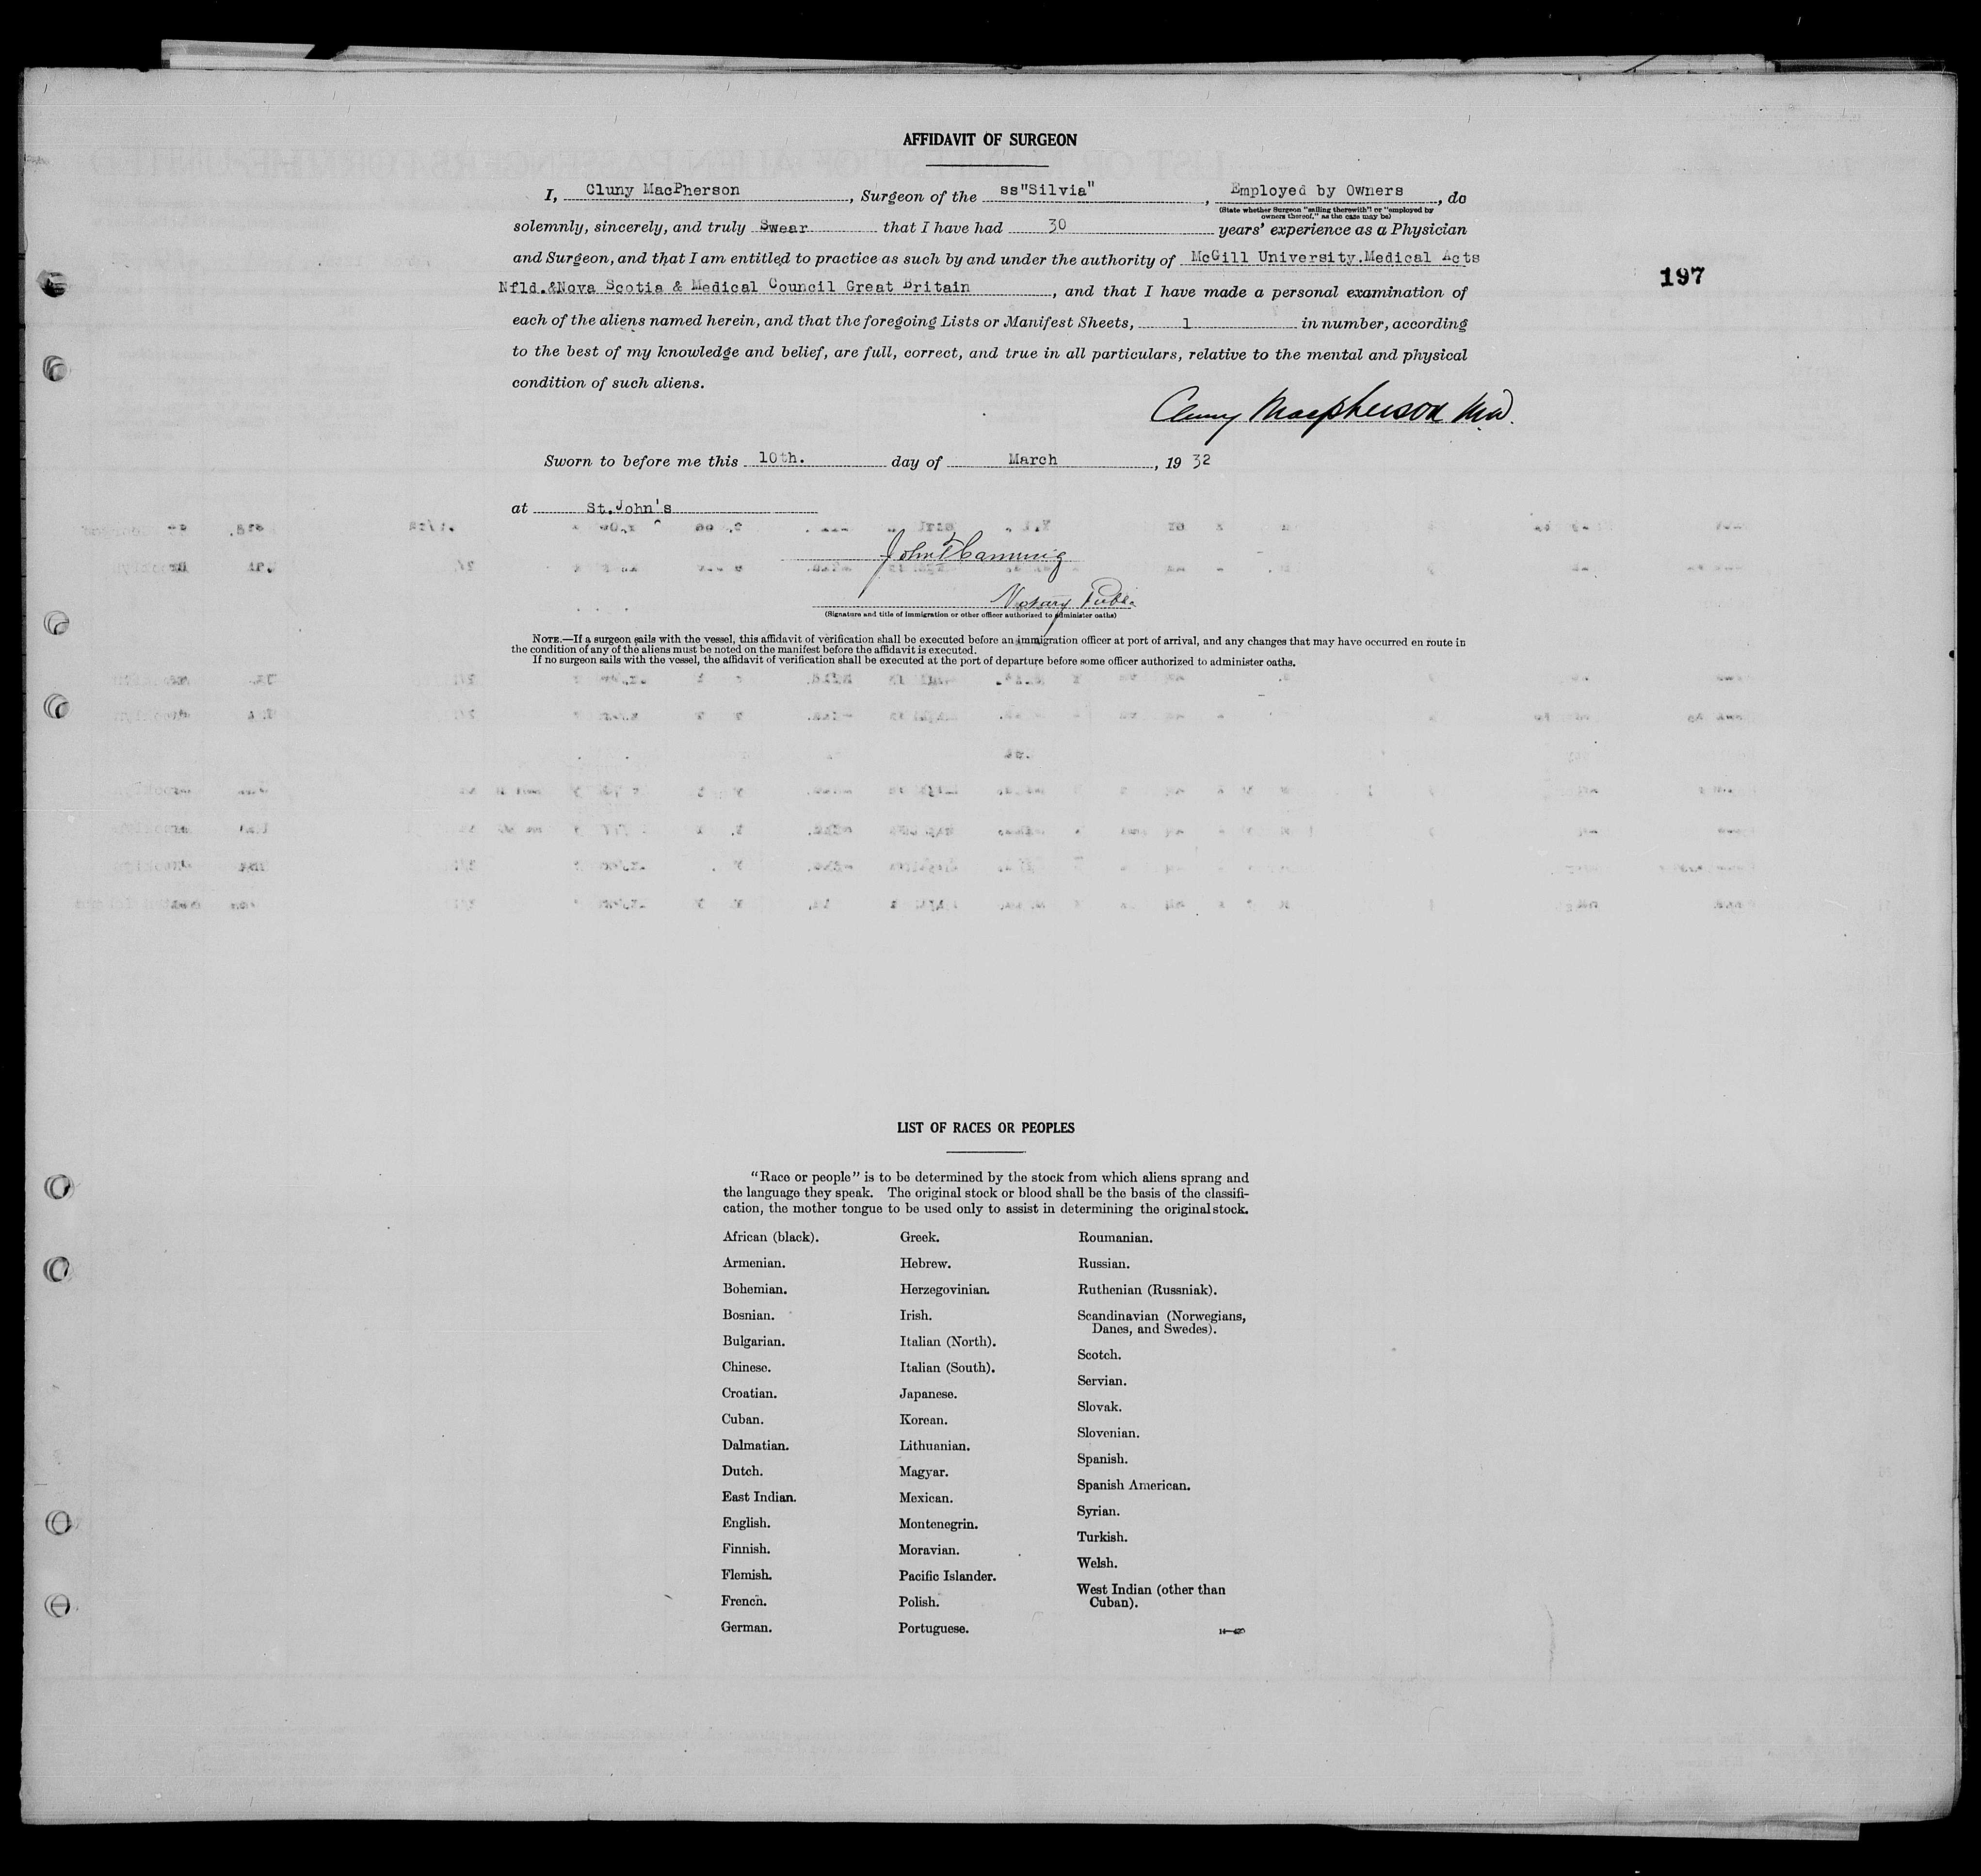 AFFIDAVIT OF SURGEON
I, Cluny MacPherson, Surgeon of the ss"Silvia", Employed by Owners, do
(State whether Surgeon "sailing therewith" or "employed by
owners thereof," as the case may be)
solemnly, sincerely, and truly Swear that I have had 30 years' experience as a Physician
and Surgeon, and that I am entitled to practice as such by and under the authority of McGill University.Medical Acts
197
Nfld.&Nova Scotia & Medical Council Great Britain, and that I have made a personal examination of
each of the aliens named herein, and that the foregoing Lists or Manifest Sheets, 1 in number, according
to the best of my knowledge and belief, are full, correct, and true in all particulars, relative to the mental and physical
condition of such aliens.
Cluny Macpherson M.D.
Sworn to before me this 10th. day of March, 1932
at St.John's
John
Notary Public
(Signature and title of immigration or other officer authorized to administer oaths)
NOTE.—If a surgeon sails with the vessel, this affidavit of verification shall be executed before an immigration officer at port of arrival, and any changes that may have occurred en route in
the condition of any of the aliens must be noted on the manifest before the affidavit is executed.
If no surgeon sails with the vessel, the affidavit of verification shall be executed at the port of departure before some officer authorized to administer oaths.
LIST OF RACES OR PEOPLES
"Race or people" is to be determined by the stock from which aliens sprang and
the language they speak. The original stock or blood shall be the basis of the classifi-
cation, the mother tongue to be used only to assist in determining the original stock.
African (black).
Armenian.
Bohemian.
Bosnian.
Bulgarian.
Chinese.
Croatian.
Cuban.
Dalmatian.
Dutch.
East Indian.
English.
Finnish.
Flemish.
French.
German.
Greek.
Hebrew.
Herzegovinian.
Irish.
Italian (North).
Italian (South).
Japanese.
Korean.
Lithuanian.
Magyar.
Mexican.
Montenegrin.
Moravian.
Pacific Islander.
Polish.
Portuguese.
Roumanian.
Russian.
Ruthenian (Russniak).
Scandinavian (Norwegians,
Danes, and Swedes).
Scotch.
Servian.
Slovak.
Slovenian.
Spanish.
Spanish American.
Syrian.
Turkish.
Welsh.
West Indian (other than
Cuban).